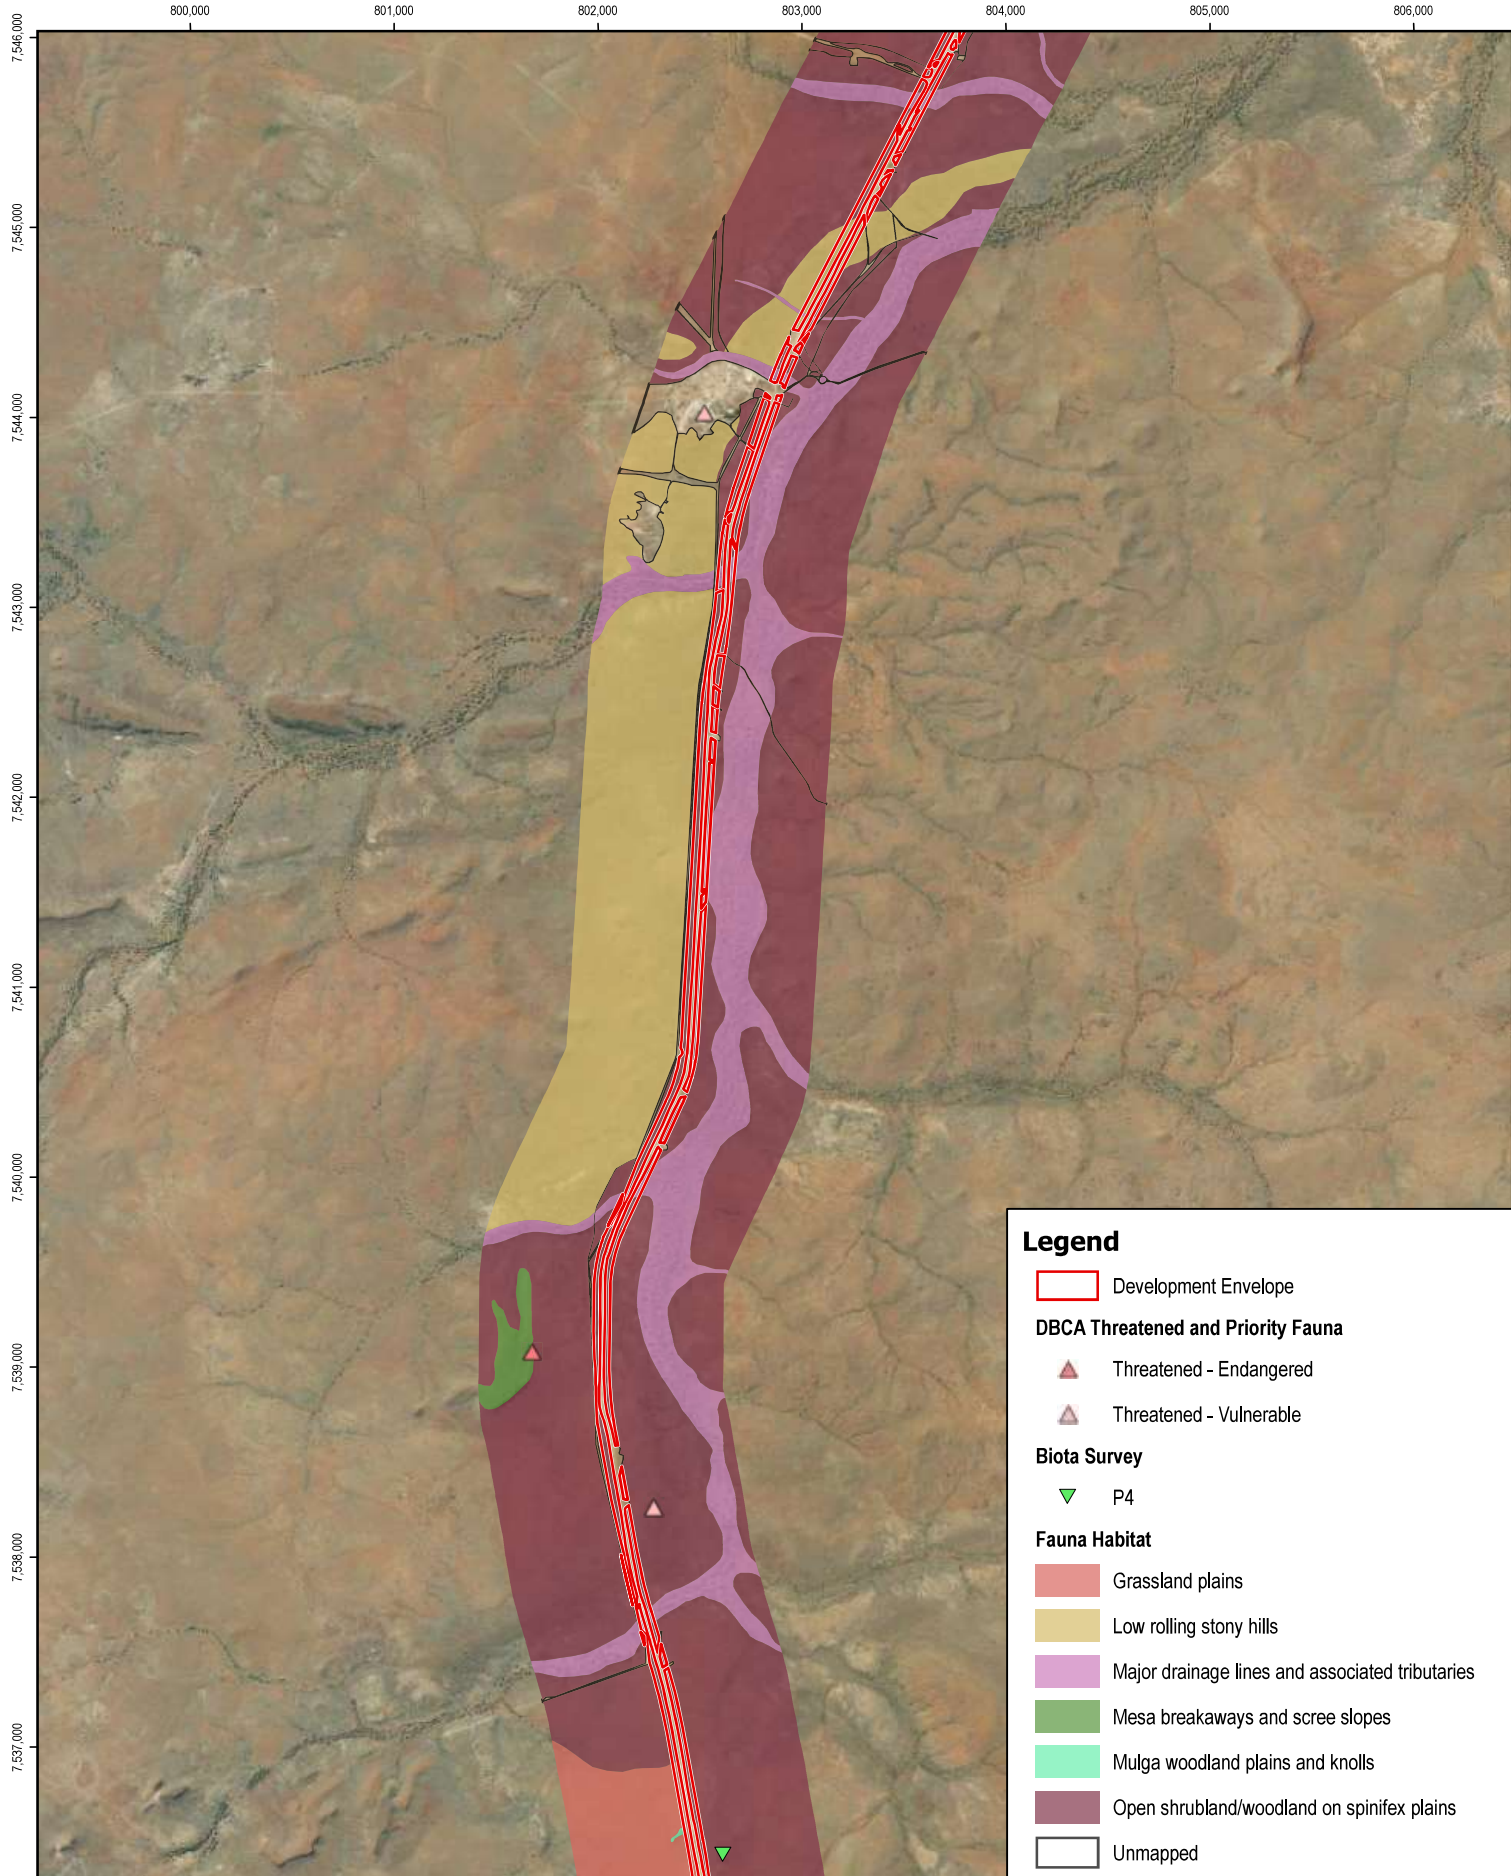 800,000 801,000 802,000 803,000 804,000 805,000 806,000
7,546,000
7,545,000
7,544,000
7,543,000
7,542,000
7,541,000
7,540,000
7,539,000
7,538,000
7,537,000
Legend
Development Envelope
DBCA Threatened and Priority Fauna
Threatened - Endangered
Threatened - Vulnerable
Biota Survey
P4
Fauna Habitat
Grassland plains
Low rolling stony hills
Major drainage lines and associated tributaries
Mesa breakaways and scree slopes
Mulga woodland plains and knolls
Open shrubland/woodland on spinifex plains
Unmapped